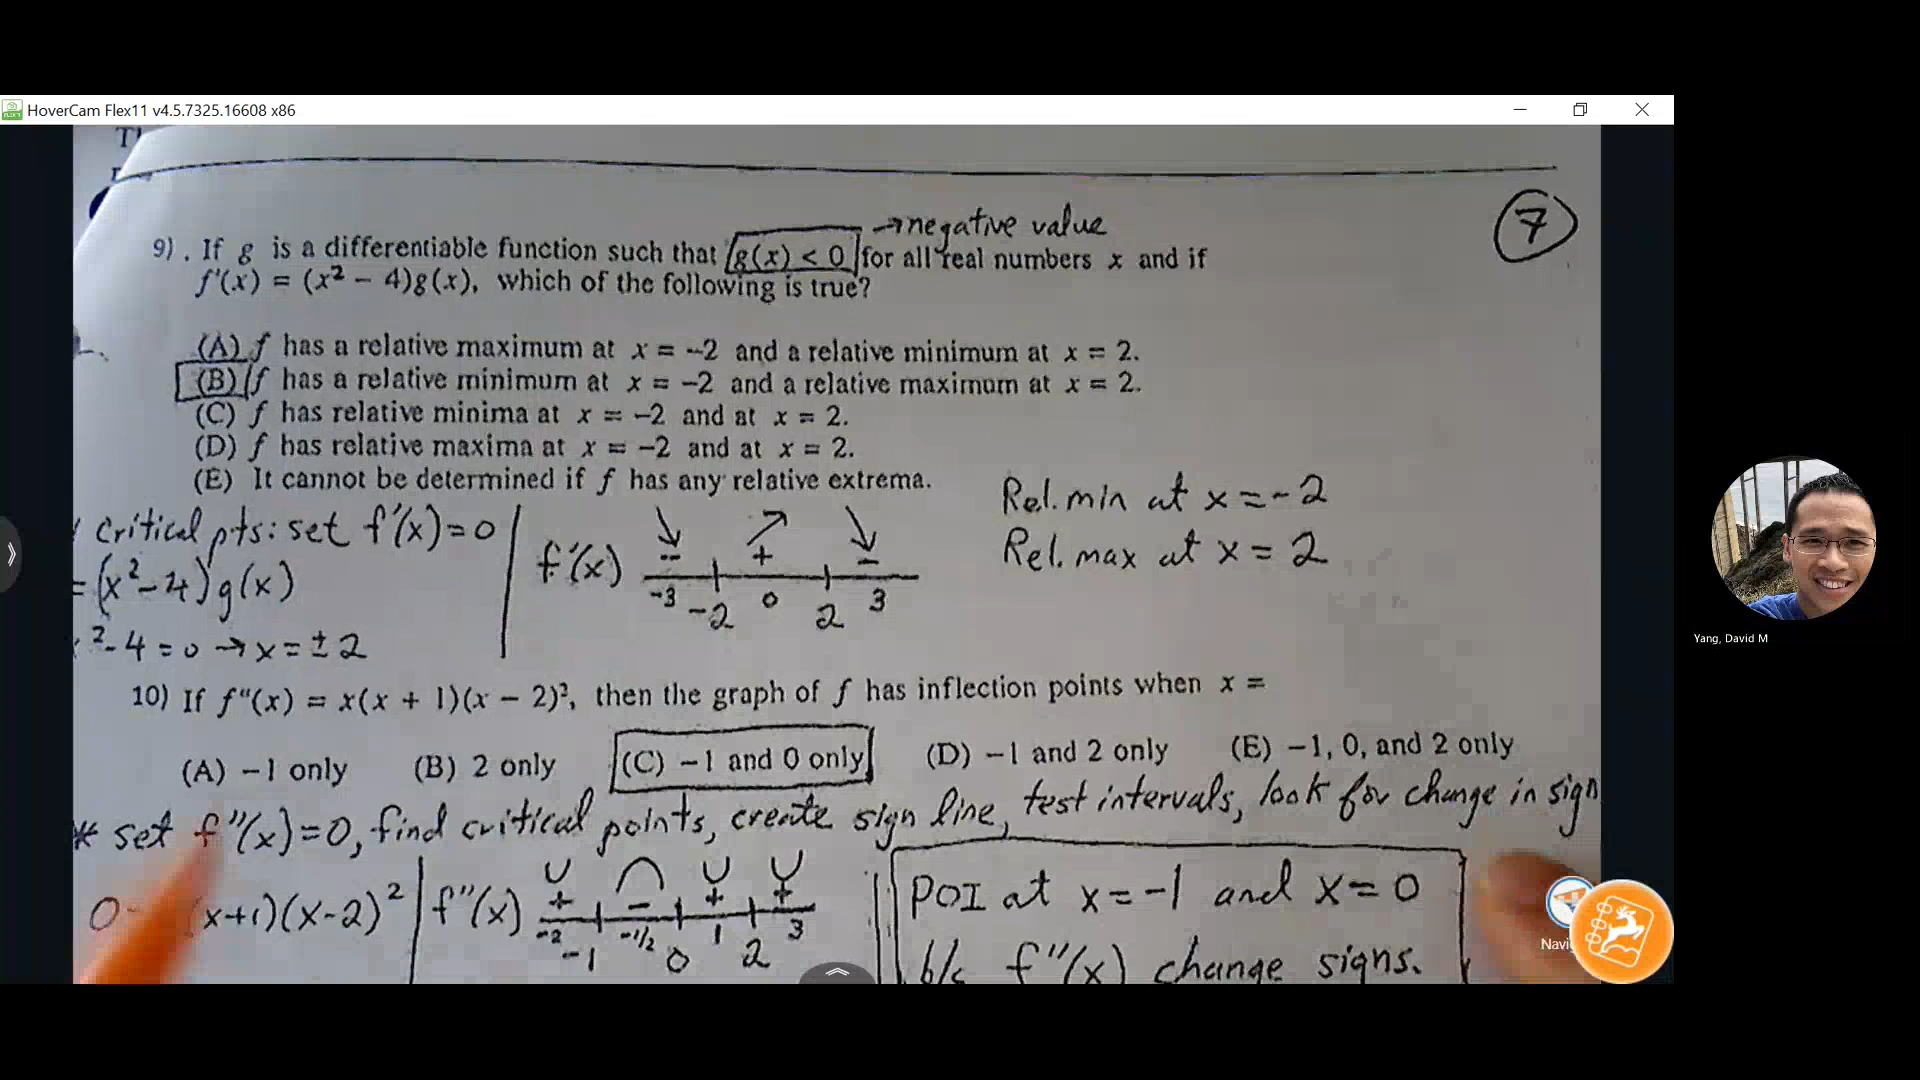 HoverCam Flex11 v4.5.7325.16608 x86
7
→negative value
9). If g is a differentiable function such that g(x) < 0 for all real numbers x and if
f'(x) = (x² − 4)g(x), which of the following is true?
(A) f has a relative maximum at x = −2 and a relative minimum at x = 2.
(B) f has a relative minimum at x = −2 and a relative maximum at x = 2.
(C) f has relative minima at x = −2 and at x = 2.
(D) f has relative maxima at x = −2 and at x = 2.
(E) It cannot be determined if f has any relative extrema.
Rel. min at x = -2
Rel. max at x = 2
critical pts: set f'(x)=0
= (x²-4)g(x)
²-4 = 0 → x = ± 2
f'(x) − + −
-3 -2 0 2 3
10) If f"(x) = x(x + 1)(x − 2)², then the graph of f has inflection points when x =
(A) −1 only (B) 2 only (C) −1 and 0 only (D) −1 and 2 only (E) −1, 0, and 2 only
* set f"(x)=0, find critical points, create sign line, test intervals, look for change in sign
0 (x+1)(x-2)²
f"(x) + − + +
-2 -1 -1/2 0 1 2 3
POI at x = -1 and x = 0
b/c f"(x) change signs.
Yang, David M